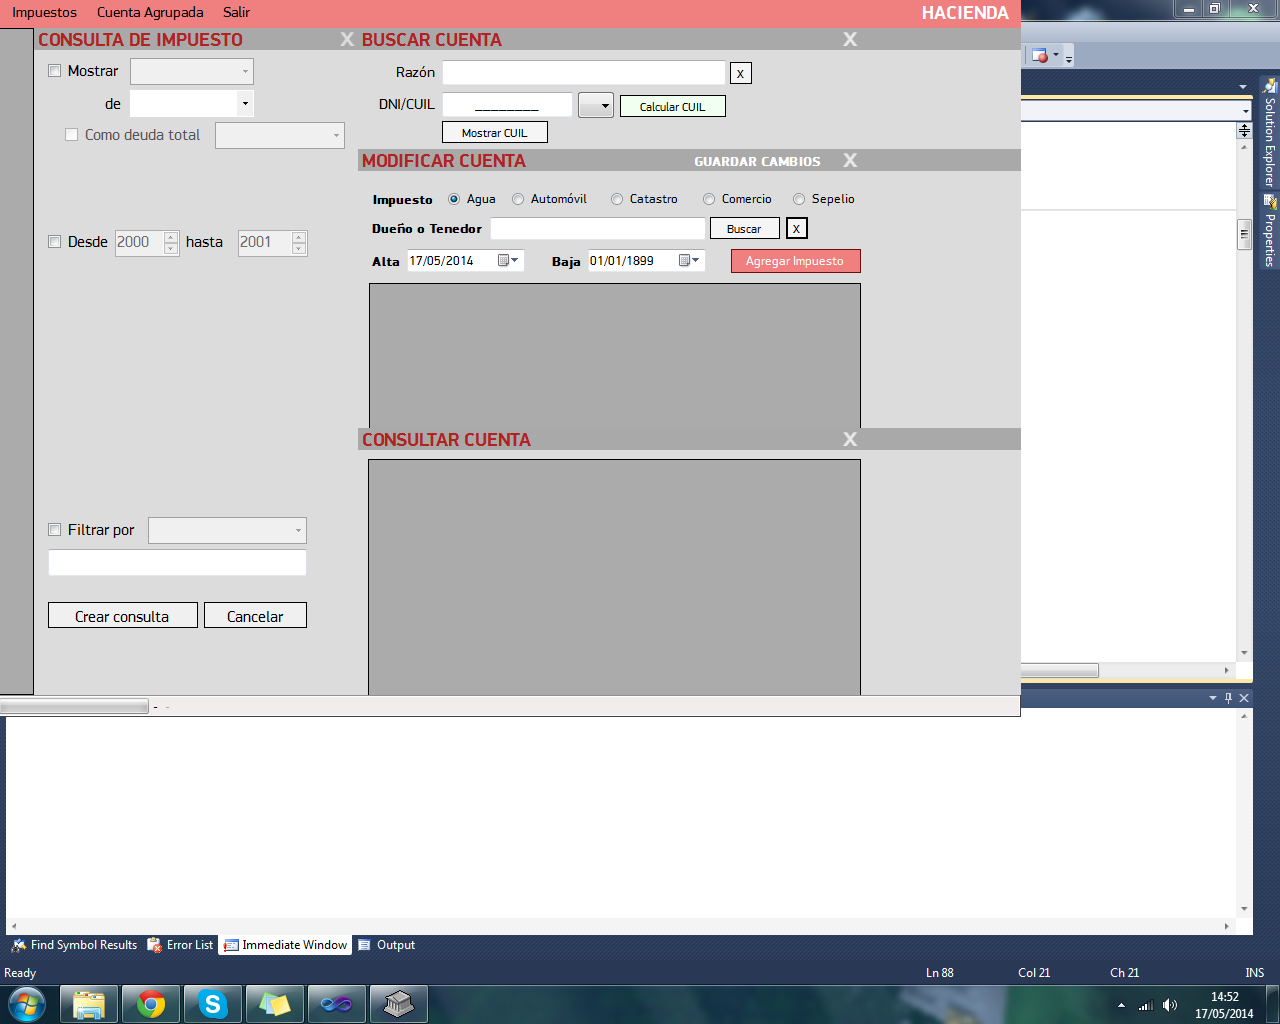 Impuestos Cuenta Agrupada Salir HACIENDA
CONSULTA DE IMPUESTO X
Mostrar
de
Como deuda total
Desde 2000 hasta 2001
Filtrar por
Crear consulta Cancelar
BUSCAR CUENTA X
Razón X
DNI/CUIL ________ Calcular CUIL
Mostrar CUIL
MODIFICAR CUENTA GUARDAR CAMBIOS X
Impuesto Agua Automóvil Catastro Comercio Sepelio
Dueño o Tenedor Buscar X
Alta 17/05/2014 Baja 01/01/1899 Agregar Impuesto
CONSULTAR CUENTA X
- -
Solution Explorer
Properties
Find Symbol Results Error List Immediate Window Output
Ready Ln 88 Col 21 Ch 21 INS
14:52
17/05/2014